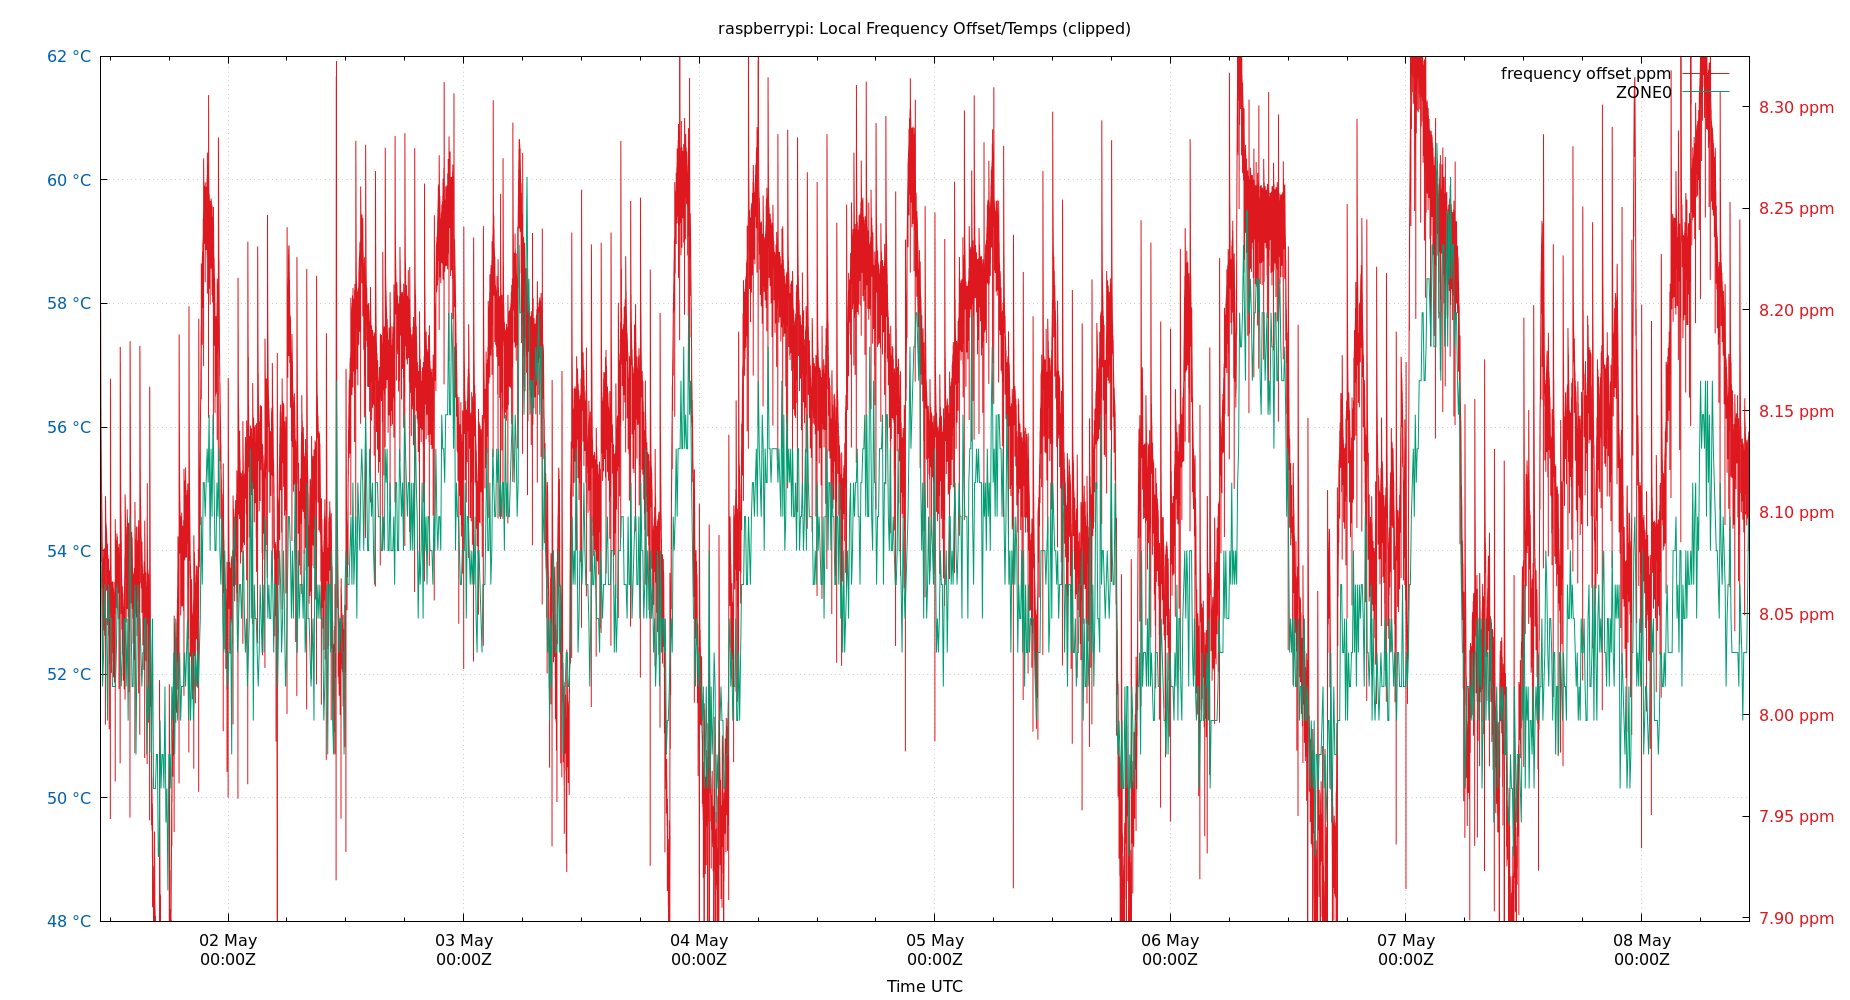 raspberrypi: Local Frequency Offset/Temps (clipped)
62 °C
60 °C
58 °C
56 °C
54 °C
52 °C
50 °C
48 °C
frequency offset ppm
ZONE0
8.30 ppm
8.25 ppm
8.20 ppm
8.15 ppm
8.10 ppm
8.05 ppm
8.00 ppm
7.95 ppm
7.90 ppm
02 May
00:00Z
03 May
00:00Z
04 May
00:00Z
05 May
00:00Z
06 May
00:00Z
07 May
00:00Z
08 May
00:00Z
Time UTC